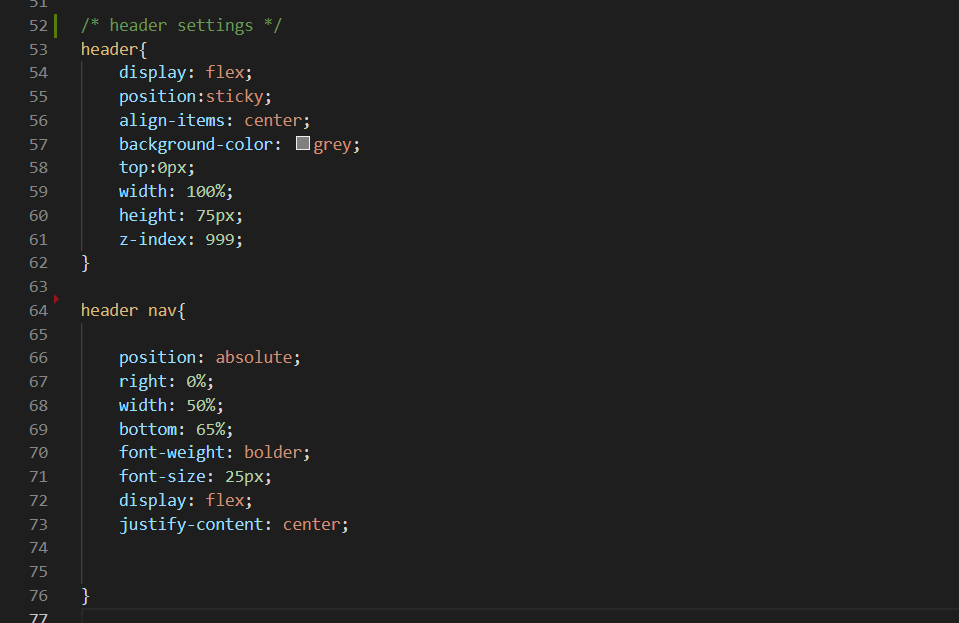 51
52 /* header settings */
53 header{
54 display: flex;
55 position:sticky;
56 align-items: center;
57 background-color: grey;
58 top:0px;
59 width: 100%;
60 height: 75px;
61 z-index: 999;
62 }
63
64 header nav{
65
66 position: absolute;
67 right: 0%;
68 width: 50%;
69 bottom: 65%;
70 font-weight: bolder;
71 font-size: 25px;
72 display: flex;
73 justify-content: center;
74
75
76 }
77